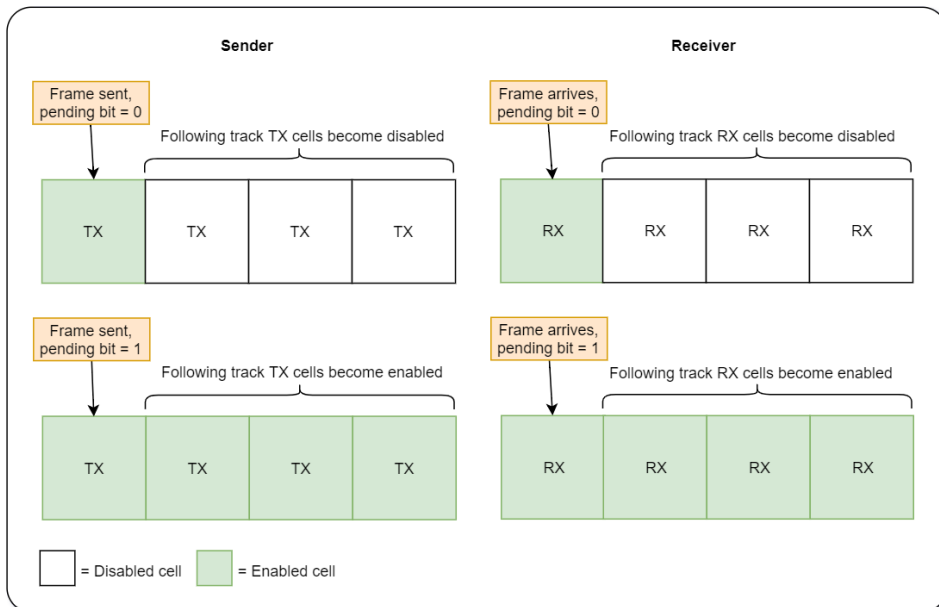 Sender
Receiver
Frame sent,
pending bit = 0
Frame arrives,
pending bit = 0
Following track TX cells become disabled
Following track RX cells become disabled
TX
TX
TX
TX
RX
RX
RX
RX
Frame sent,
pending bit = 1
Frame arrives,
pending bit = 1
Following track TX cells become enabled
Following track RX cells become enabled
TX
TX
TX
TX
RX
RX
RX
RX
= Disabled cell
= Enabled cell